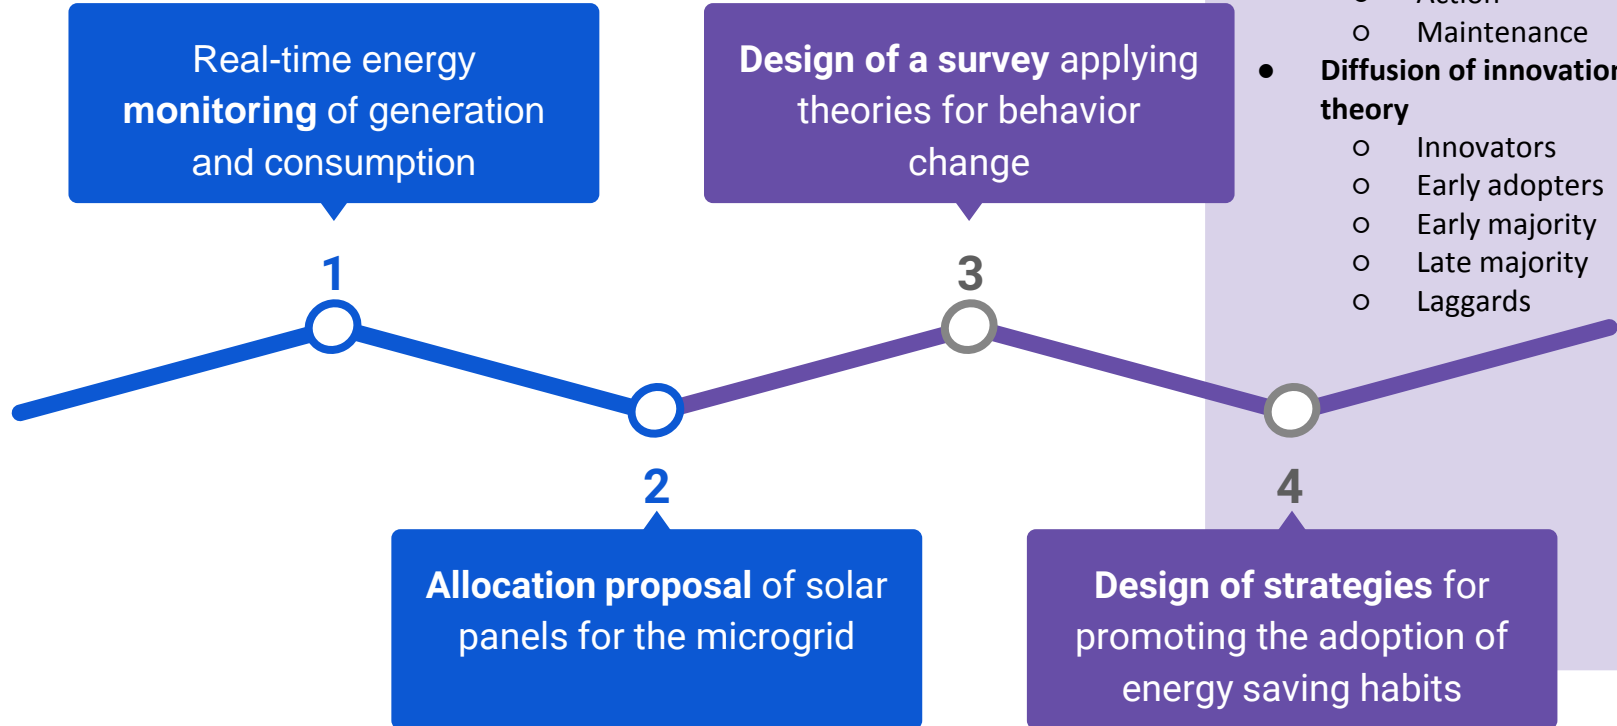 Real-time energy
monitoring of generation
and consumption
1
Allocation proposal of solar
panels for the microgrid
2
Design of a survey applying
theories for behavior
change
3
Design of strategies for
promoting the adoption of
energy saving habits
4
○ Action
○ Maintenance
● Diffusion of innovation
theory
○ Innovators
○ Early adopters
○ Early majority
○ Late majority
○ Laggards